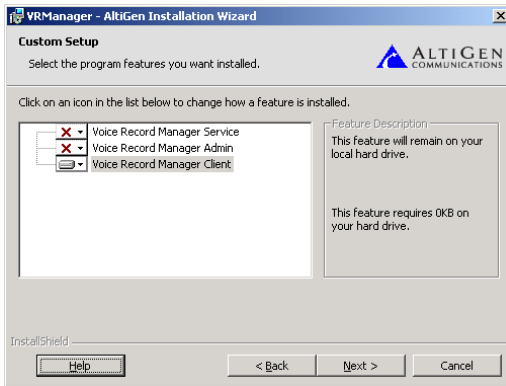 VRManager - AltiGen Installation Wizard
Custom Setup
Select the program features you want installed.
ALTIGEN
COMMUNICATIONS
Click on an icon in the list below to change how a feature is installed.
Voice Record Manager Service
Voice Record Manager Admin
Voice Record Manager Client
Feature Description
This feature will remain on your
local hard drive.
This feature requires 0KB on
your hard drive.
InstallShield
Help
< Back
Next >
Cancel